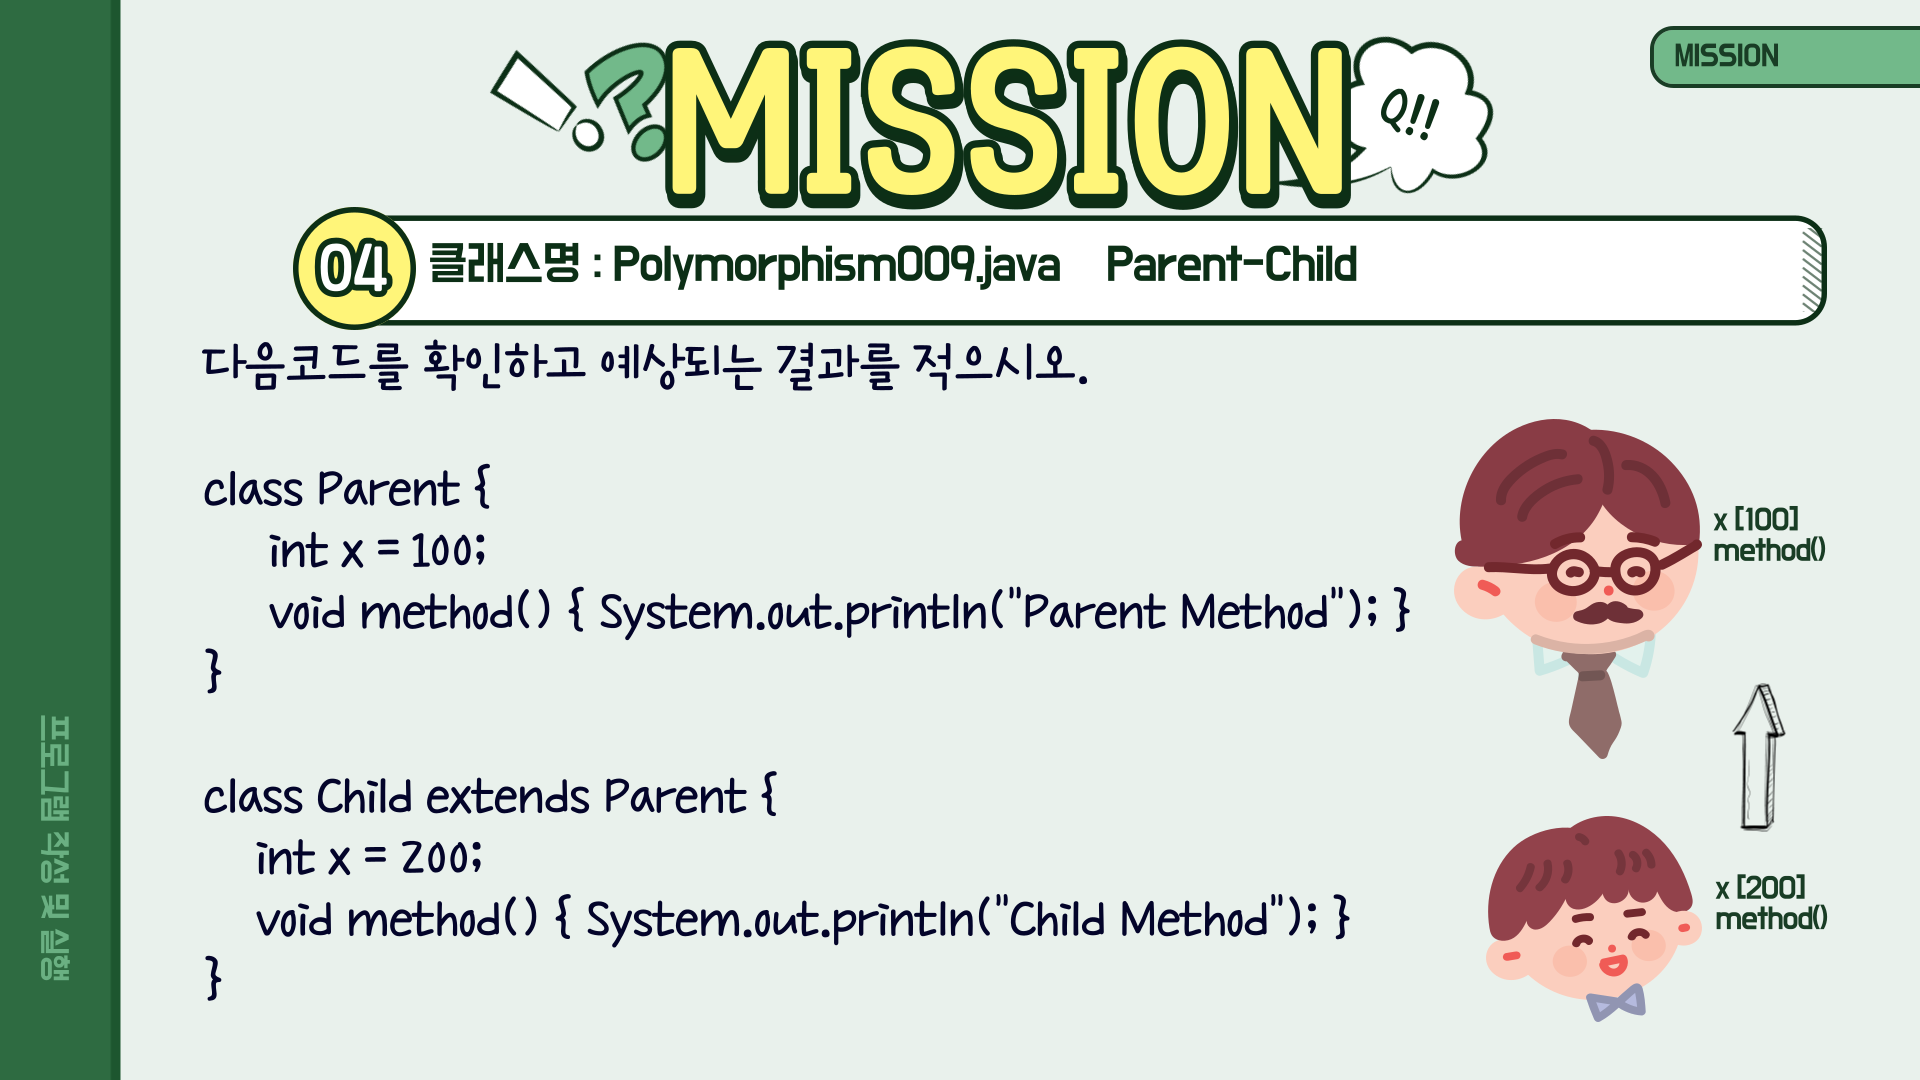 !?MISSION
Q!!
MISSION
04 클래스명 : Polymorphism009.java Parent-Child
다음코드를 확인하고 예상되는 결과를 적으시오.
class Parent {
int x = 100;
void method() { System.out.println("Parent Method"); }
}
x [100]
method()
class Child extends Parent {
int x = 200;
void method() { System.out.println("Child Method"); }
}
x [200]
method()
프로그램 작성 및 실행